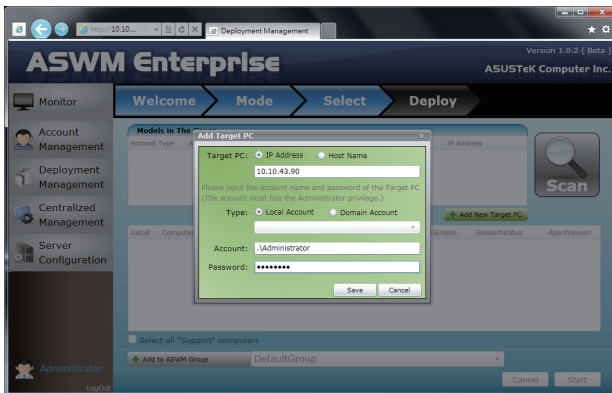 http://10.10...
Deployment Management
Version 1.0.2 ( Beta )
ASWM Enterprise
ASUSTeK Computer Inc.
Monitor
Account Management
Deployment Management
Centralized Management
Server Configuration
Administrator
LogOut
Welcome
Mode
Select
Deploy
Models in The
Account Type
IP Address
Scan
Add New Target PC
Add Target PC
Target PC:
IP Address
Host Name
10.10.43.90
Please input the account name and password of the Target PC
(The account must has the Administrator privilege.)
Type:
Local Account
Domain Account
Account:
.\Administrator
Password:
••••••••
Save
Cancel
Install
SupportStatus
AgentVersion
Select all "Support" computers
Add to ASWM Group
DefaultGroup
Cancel
Start